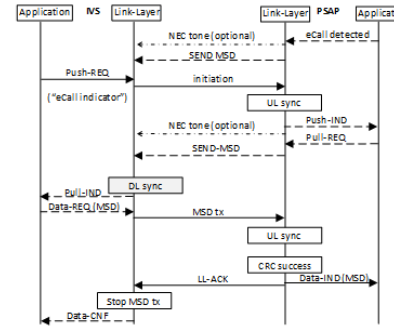 Application IVS Link-Layer Link-Layer PSAP Applicat
NEC tone (optional) eCall detected
SEND MSD
Push-REQ initiation
("eCall indicator") UL sync
NEC tone (optional) Push-IND
Pull-REQ
SEND-MSD
DL sync
Pull-IND
Data-REQ (MSD) MSD tx
UL sync
CRC success
LL-ACK Data-IND (MSD)
Stop MSD tx
Data-CNF